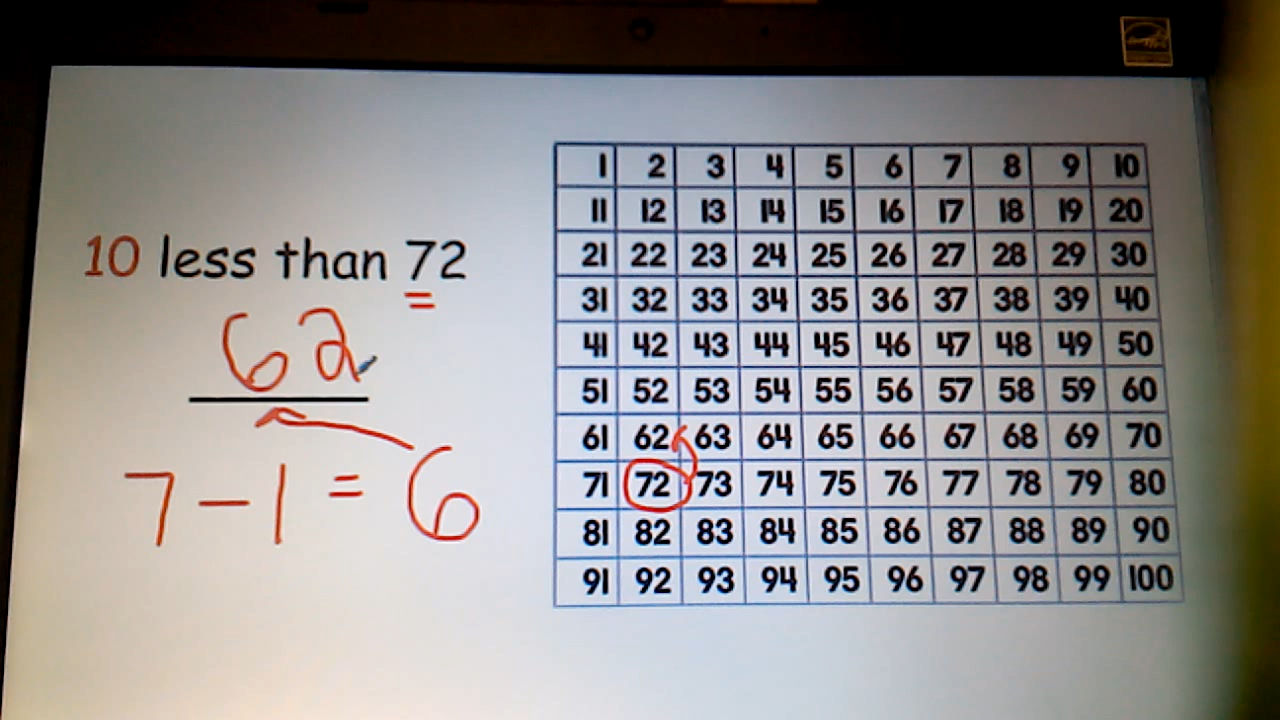 10 less than 72
62
7 - 1 = 6
1 2 3 4 5 6 7 8 9 10
11 12 13 14 15 16 17 18 19 20
21 22 23 24 25 26 27 28 29 30
31 32 33 34 35 36 37 38 39 40
41 42 43 44 45 46 47 48 49 50
51 52 53 54 55 56 57 58 59 60
61 62 63 64 65 66 67 68 69 70
71 72 73 74 75 76 77 78 79 80
81 82 83 84 85 86 87 88 89 90
91 92 93 94 95 96 97 98 99 100